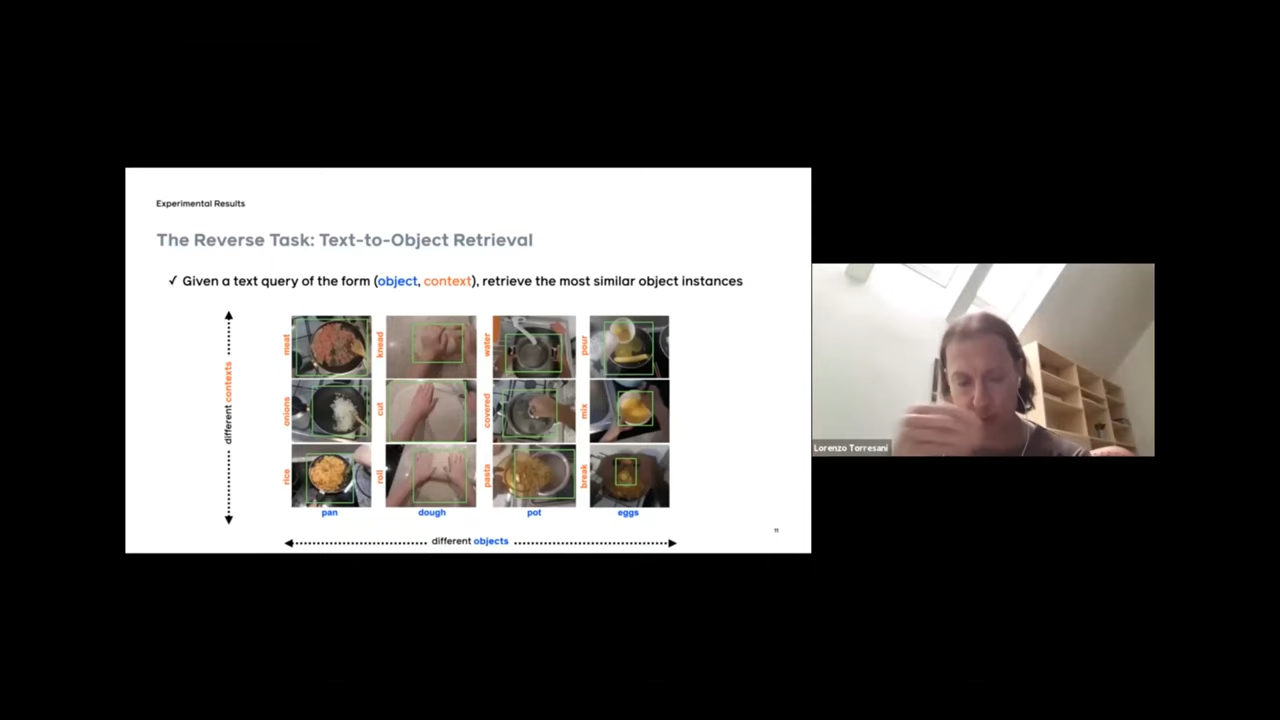 Experimental Results
The Reverse Task: Text-to-Object Retrieval
✓ Given a text query of the form (object, context), retrieve the most similar object instances
different contexts
meat
knead
water
pour
onions
cut
covered
mix
rice
roll
pasta
break
pan
dough
pot
eggs
different objects
11
Lorenzo Torresani